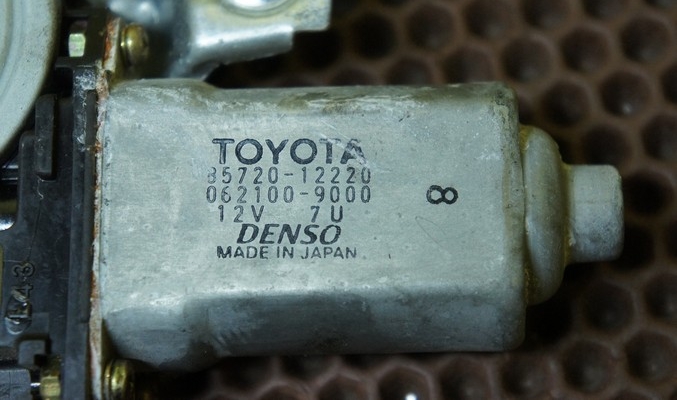 TOYOTA
85720-12220
062100-9000
12V 7U
DENSO
MADE IN JAPAN
8